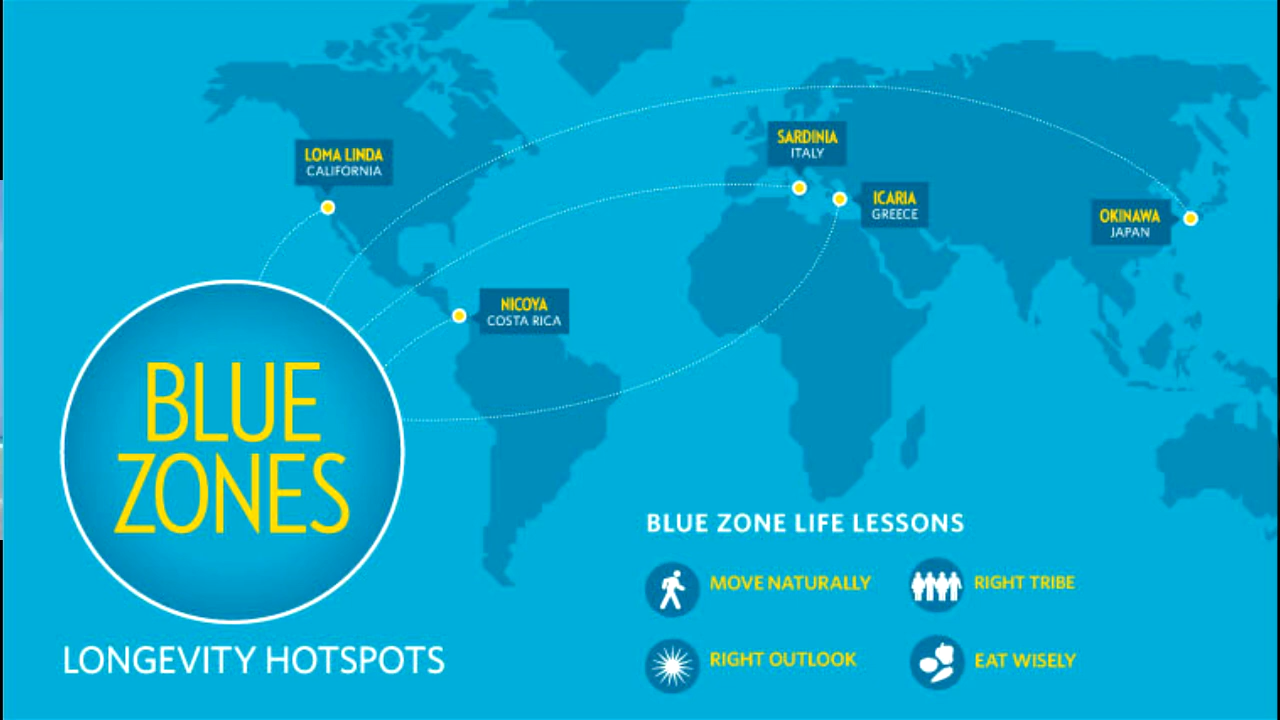 LOMA LINDA
CALIFORNIA
SARDINIA
ITALY
ICARIA
GREECE
OKINAWA
JAPAN
NICOYA
COSTA RICA
BLUE
ZONES
LONGEVITY HOTSPOTS
BLUE ZONE LIFE LESSONS
MOVE NATURALLY
RIGHT TRIBE
RIGHT OUTLOOK
EAT WISELY